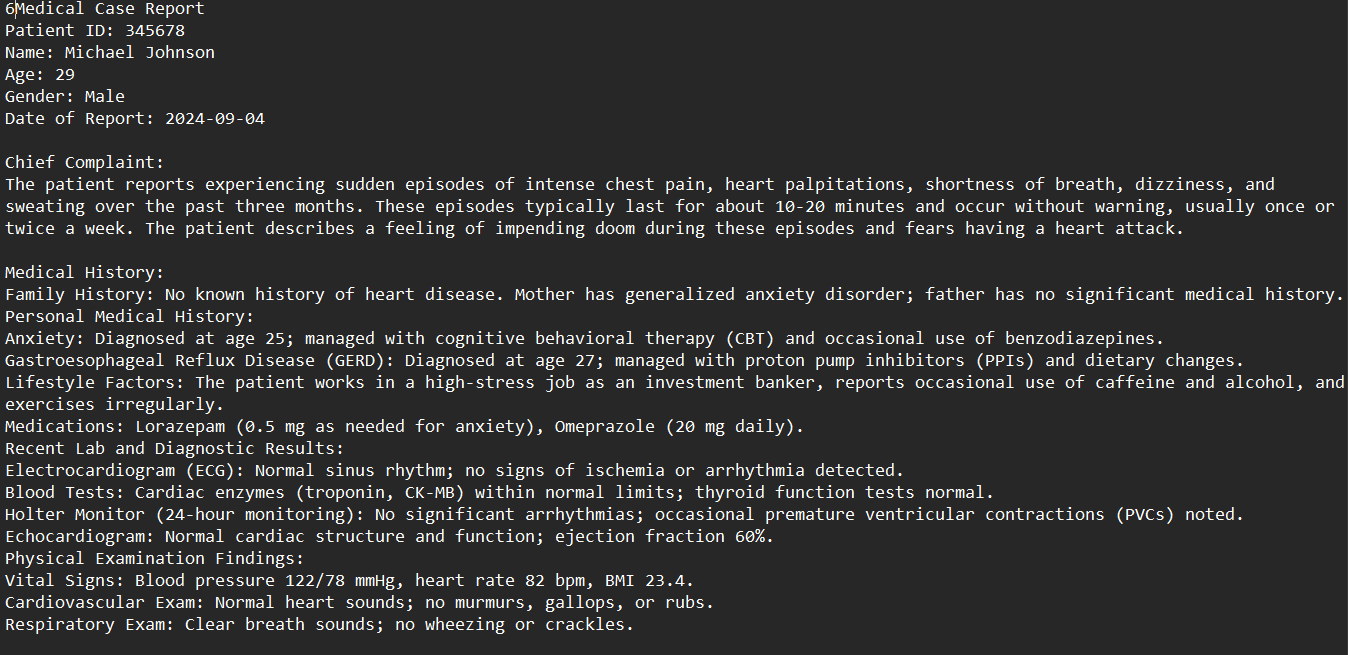 6Medical Case Report
Patient ID: 345678
Name: Michael Johnson
Age: 29
Gender: Male
Date of Report: 2024-09-04
Chief Complaint:
The patient reports experiencing sudden episodes of intense chest pain, heart palpitations, shortness of breath, dizziness, and
sweating over the past three months. These episodes typically last for about 10-20 minutes and occur without warning, usually once or
twice a week. The patient describes a feeling of impending doom during these episodes and fears having a heart attack.
Medical History:
Family History: No known history of heart disease. Mother has generalized anxiety disorder; father has no significant medical history.
Personal Medical History:
Anxiety: Diagnosed at age 25; managed with cognitive behavioral therapy (CBT) and occasional use of benzodiazepines.
Gastroesophageal Reflux Disease (GERD): Diagnosed at age 27; managed with proton pump inhibitors (PPIs) and dietary changes.
Lifestyle Factors: The patient works in a high-stress job as an investment banker, reports occasional use of caffeine and alcohol, and
exercises irregularly.
Medications: Lorazepam (0.5 mg as needed for anxiety), Omeprazole (20 mg daily).
Recent Lab and Diagnostic Results:
Electrocardiogram (ECG): Normal sinus rhythm; no signs of ischemia or arrhythmia detected.
Blood Tests: Cardiac enzymes (troponin, CK-MB) within normal limits; thyroid function tests normal.
Holter Monitor (24-hour monitoring): No significant arrhythmias; occasional premature ventricular contractions (PVCs) noted.
Echocardiogram: Normal cardiac structure and function; ejection fraction 60%.
Physical Examination Findings:
Vital Signs: Blood pressure 122/78 mmHg, heart rate 82 bpm, BMI 23.4.
Cardiovascular Exam: Normal heart sounds; no murmurs, gallops, or rubs.
Respiratory Exam: Clear breath sounds; no wheezing or crackles.